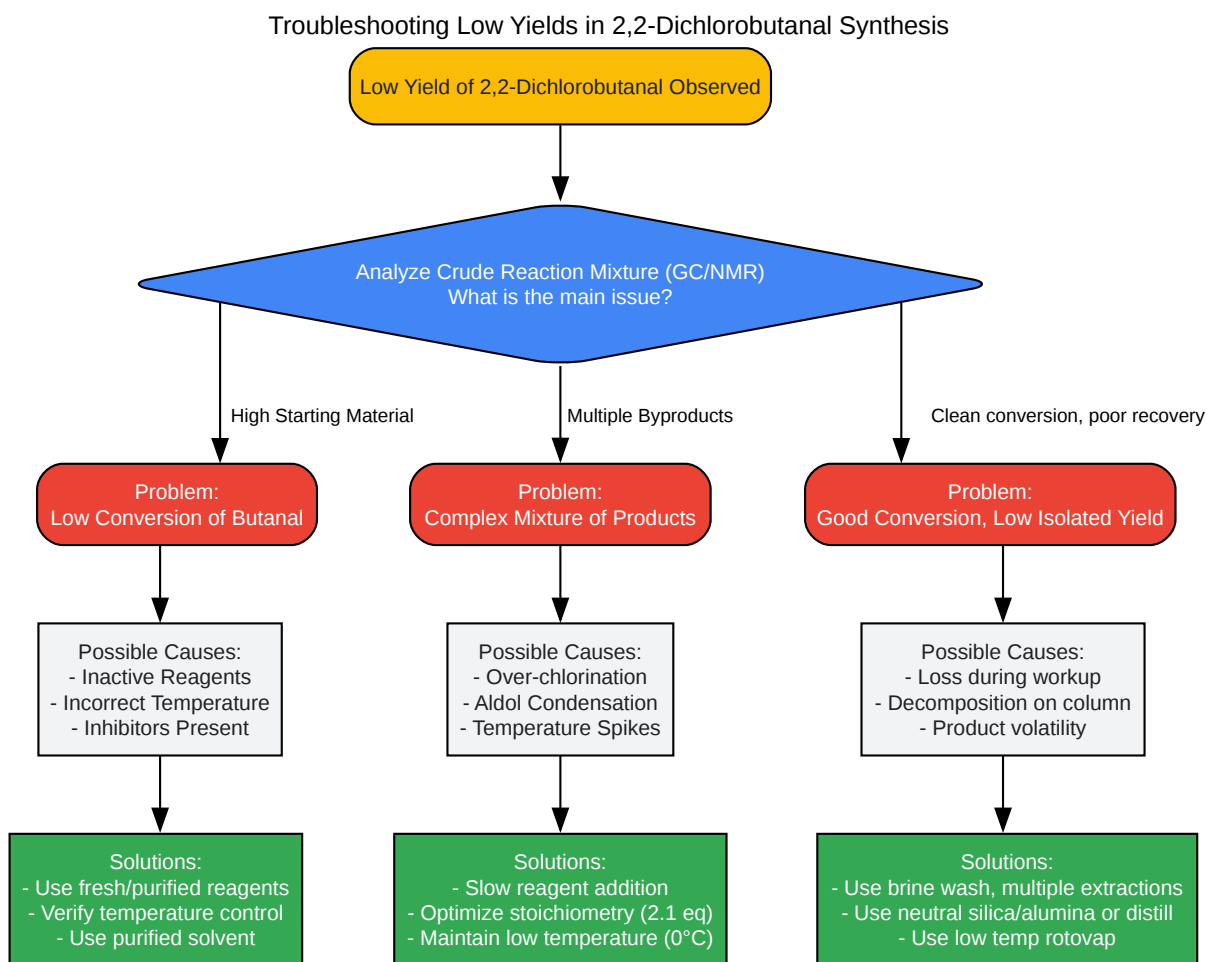 Troubleshooting Low Yields in 2,2-Dichlorobutanal Synthesis
Low Yield of 2,2-Dichlorobutanal Observed
Analyze Crude Reaction Mixture (GC/NMR)
What is the main issue?
High Starting Material
Multiple Byproducts
Clean conversion, poor recovery
Problem:
Low Conversion of Butanal
Problem:
Complex Mixture of Products
Problem:
Good Conversion, Low Isolated Yield
Possible Causes:
- Inactive Reagents
- Incorrect Temperature
- Inhibitors Present
Possible Causes:
- Over-chlorination
- Aldol Condensation
- Temperature Spikes
Possible Causes:
- Loss during workup
- Decomposition on column
- Product volatility
Solutions:
- Use fresh/purified reagents
- Verify temperature control
- Use purified solvent
Solutions:
- Slow reagent addition
- Optimize stoichiometry (2.1 eq)
- Maintain low temperature (0°C)
Solutions:
- Use brine wash, multiple extractions
- Use neutral silica/alumina or distill
- Use low temp rotovap